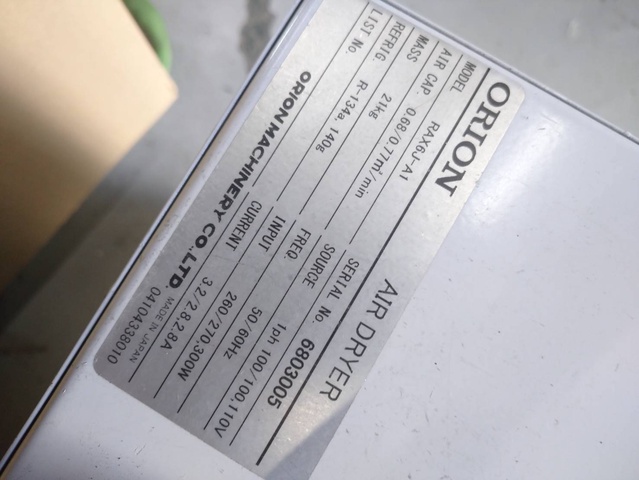 ORION AIR DRYER
MODEL RAX6J-A1 SERIAL No. 6803005
AIR CAP. 0.68/0.77m³/min SOURCE 1ph 100/100,110V
MASS 21kg FREQ. 50/60Hz
REFRIG. R-134a, 140g INPUT 260/270,300W
LIST No. CURRENT 3.2/2.8,2.8A
ORION MACHINERY CO., LTD. MADE IN JAPAN
04104338010